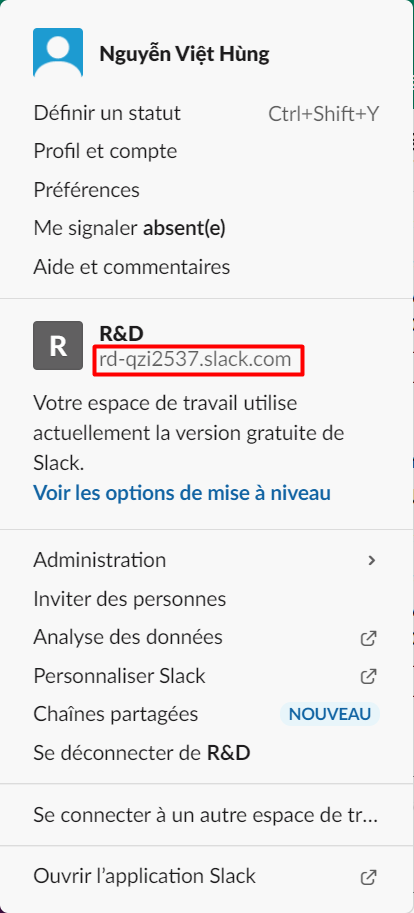 Nguyễn Việt Hùng
Définir un statut Ctrl+Shift+Y
Profil et compte
Préférences
Me signaler absent(e)
Aide et commentaires
R
R&D
rd-qzi2537.slack.com
Votre espace de travail utilise
actuellement la version gratuite de
Slack.
Voir les options de mise à niveau
Administration
Inviter des personnes
Analyse des données
Personnaliser Slack
Chaînes partagées NOUVEAU
Se déconnecter de R&D
Se connecter à un autre espace de tr...
Ouvrir l’application Slack